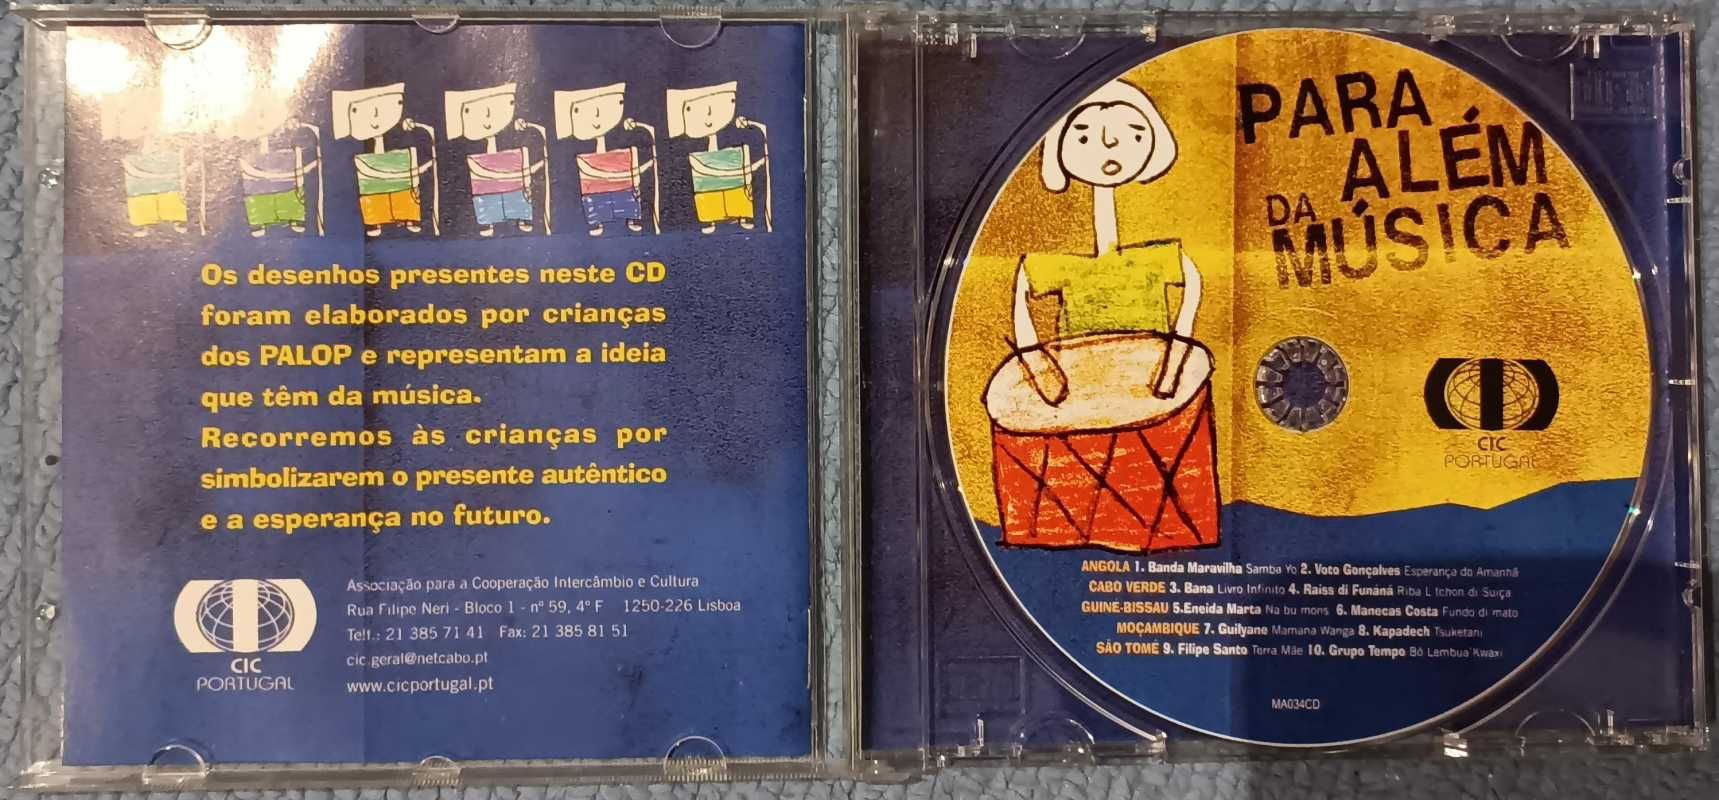 Os desenhos presentes neste CD
foram elaborados por crianças
dos PALOP e representam a ideia
que têm da música.
Recorremos às crianças por
simbolizarem o presente autêntico
e a esperança no futuro.
CIC
PORTUGAL
Associação para a Cooperação Intercâmbio e Cultura
Rua Filipe Neri - Bloco 1 - nº 59, 4º F 1250-226 Lisboa
Telf.: 21 385 71 41 Fax: 21 385 81 51
cic.geral@netcabo.pt
www.cicportugal.pt
PARA
ALÉM
DA
MÚSICA
CIC
PORTUGAL
ANGOLA 1. Banda Maravilha Samba Yo 2. Voto Gonçalves Esperança do Amanhã
CABO VERDE 3. Bana Livro Infinito 4. Raiss di Funáná Riba L tchon di Suiça
GUINÉ-BISSAU 5.Eneida Marta Na bu mons 6. Manecas Costa Fundo di mato
MOÇAMBIQUE 7. Guilyane Mamana Wanga 8. Kapadech Tsuketani
SÃO TOMÉ 9. Filipe Santo Terra Mãe 10. Grupo Tempo Bô Lembua Kwaxi
MA034CD